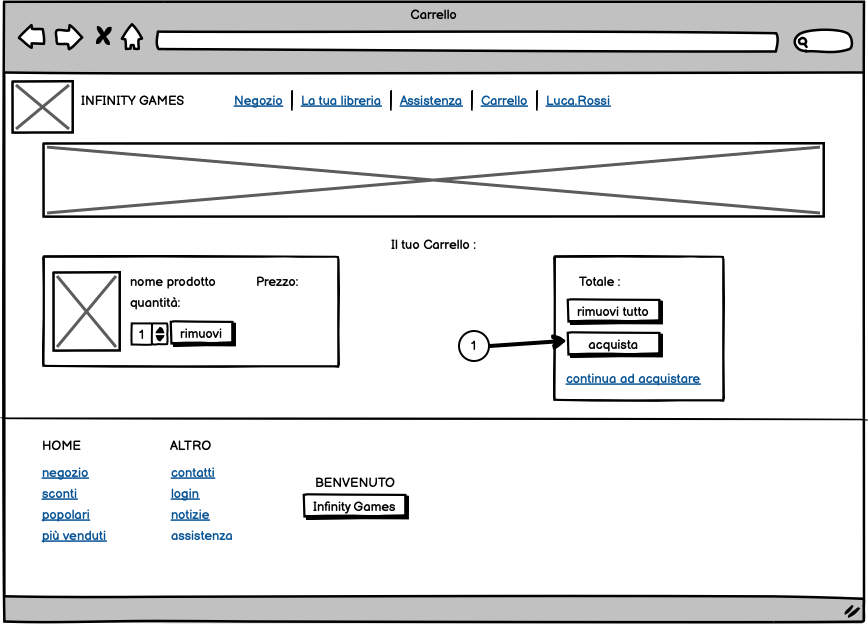 Carrello
INFINITY GAMES
Negozio
La tua libreria
Assistenza
Carrello
Luca.Rossi
Il tuo Carrello :
nome prodotto
Prezzo:
quantità:
1
rimuovi
Totale :
rimuovi tutto
1
acquista
continua ad acquistare
HOME
negozio
sconti
popolari
più venduti
ALTRO
contatti
login
notizie
assistenza
BENVENUTO
Infinity Games